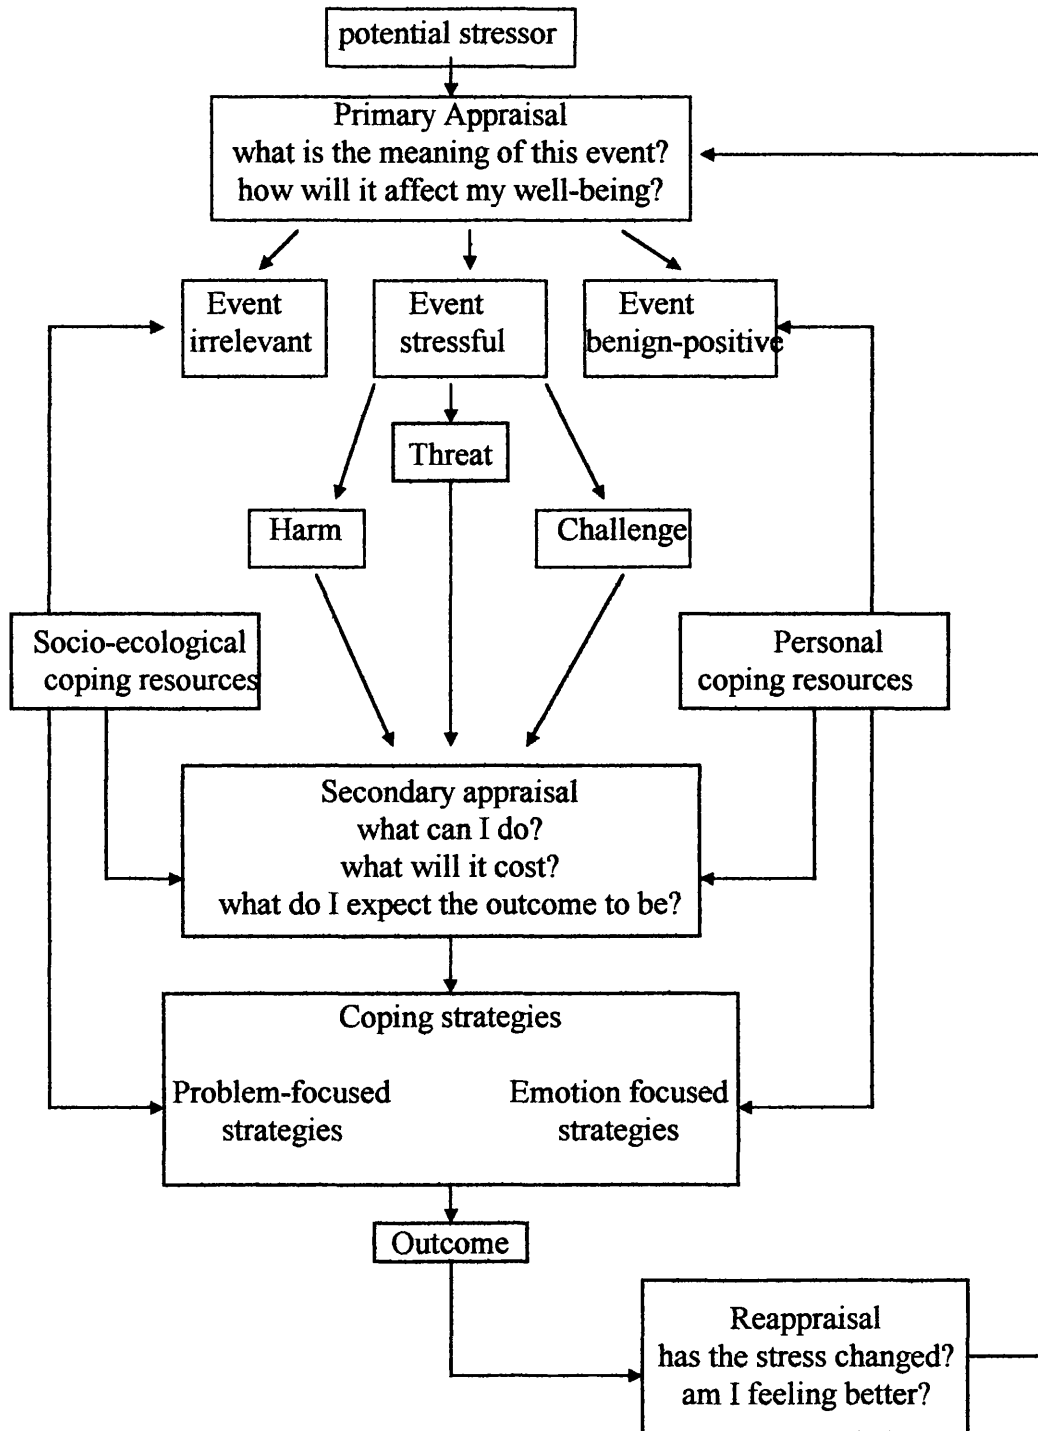 potential stressor
Primary Appraisal
what is the meaning of this event?
how will it affect my well-being?
Event
irrelevant
Event
stressful
Event
benign-positive
Threat
Harm
Challenge
Socio-ecological
coping resources
Personal
coping resources
Secondary appraisal
what can I do?
what will it cost?
what do I expect the outcome to be?
Coping strategies
Problem-focused
strategies
Emotion focused
strategies
Outcome
Reappraisal
has the stress changed?
am I feeling better?